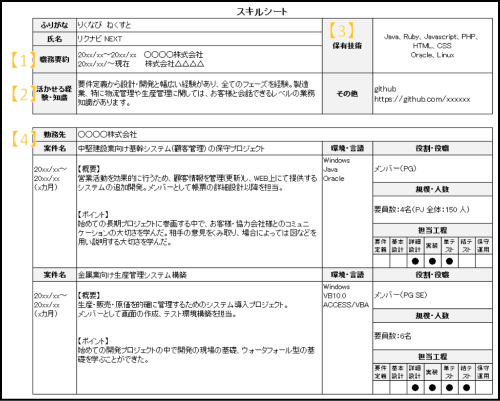 スキルシート
ふりがな
りくなび ねくすと
氏名
リクナビ NEXT
【1】
職務要約
20xx/xx～20xx/xx　〇〇〇〇株式会社
20xx/xx/～現在　株式会社△△△△
【2】
活かせる経験・知識
要件定義から設計・開発と幅広い経験があり、全てのフェーズを経験。製造
業、特に物流管理や生産管理に関しては、お客様と会話できるレベルの業務
知識があります。
【3】
保有技術
Java, Ruby, Javascript, PHP,
HTML, CSS
Oracle, Linux
その他
github
https://github.com/xxxxxx
【4】
勤務先
〇〇〇〇株式会社
案件名
中堅建設業向け基幹システム(顧客管理)の保守プロジェクト
環境・言語
役割・役職
20xx/xx～
20xx/xx
(xカ月)
【概要】
営業活動を効果的に行うため、顧客情報を管理(更新)し、WEB上にて提供する
システムの追加開発。メンバーとして帳票の詳細設計以降を担当。
【ポイント】
始めての長期プロジェクトに参画する中で、お客様・協力会社様とのコミュニ
ケーションの大切さを学んだ。相手の意見をくみ取り、場合によっては図などを
用い説明する大切さを学んだ。
Windows
Java
Oracle
メンバー(PG)
規模・人数
要員数:4名(PJ 全体：150 人)
担当工程
要件定義 基本設計 詳細設計 実装 単テスト 結テスト 保守運用
● ● ●
案件名
金属業向け生産管理システム構築
環境・言語
役割・役職
20xx/xx～
20xx/xx
(xカ月)
【概要】
生産・販売・原価を的確に管理するためのシステム導入プロジェクト。
メンバーとして画面の作成、テスト環境構築を担当。
【ポイント】
始めての開発プロジェクトの中で開発の現場の基礎、ウォータフォール型の基
礎を学ぶことができた。
Windows
VB10.0
ACCESS/VBA
メンバー(PG SE)
規模・人数
要員数:6名
担当工程
要件定義 基本設計 詳細設計 実装 単テスト 結テスト 保守運用
● ● ● ●